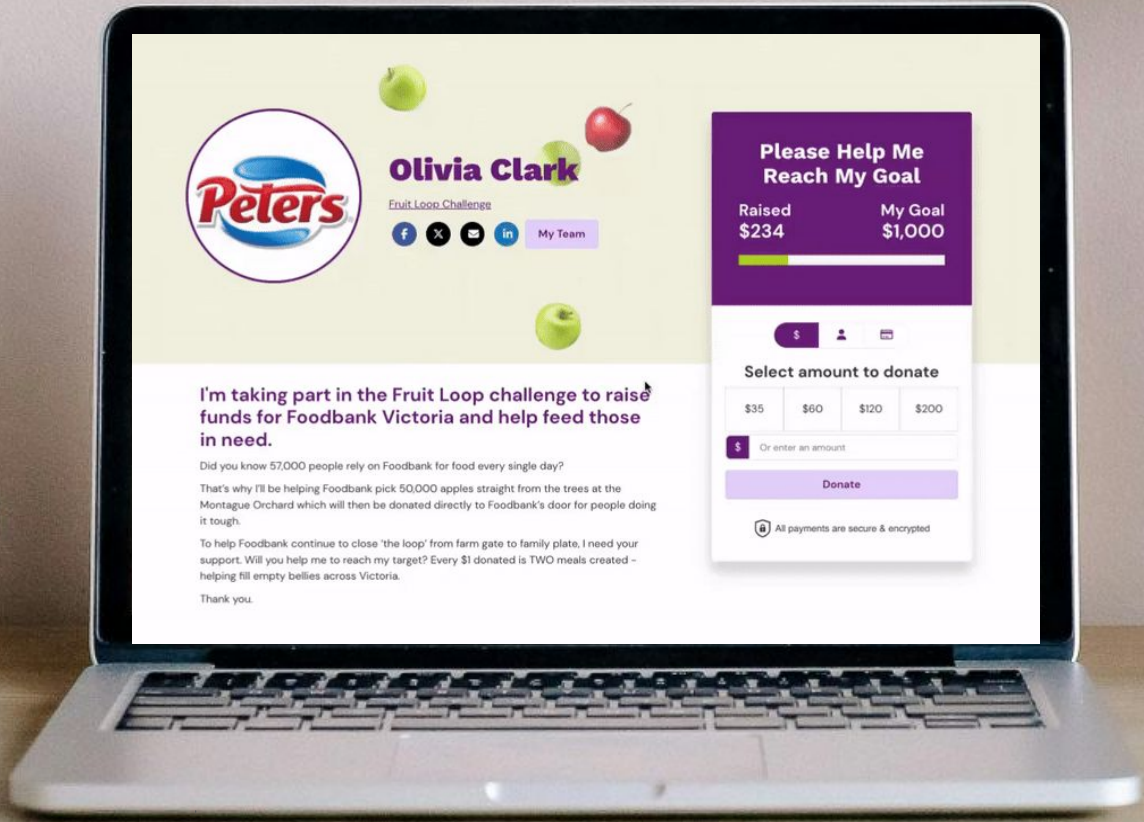 Peters
Olivia Clark
Fruit Loop Challenge
My Team
Please Help Me
Reach My Goal
Raised
My Goal
$234
$1,000
$
Select amount to donate
$35
$60
$120
$200
$
Or enter an amount
Donate
All payments are secure & encrypted
I'm taking part in the Fruit Loop challenge to raise
funds for Foodbank Victoria and help feed those
in need.
Did you know 57,000 people rely on Foodbank for food every single day?
That's why I'll be helping Foodbank pick 50,000 apples straight from the trees at the
Montague Orchard which will then be donated directly to Foodbank's door for people doing
it tough.
To help Foodbank continue to close 'the loop' from farm gate to family plate, I need your
support. Will you help me to reach my target? Every $1 donated is TWO meals created –
helping fill empty bellies across Victoria.
Thank you.